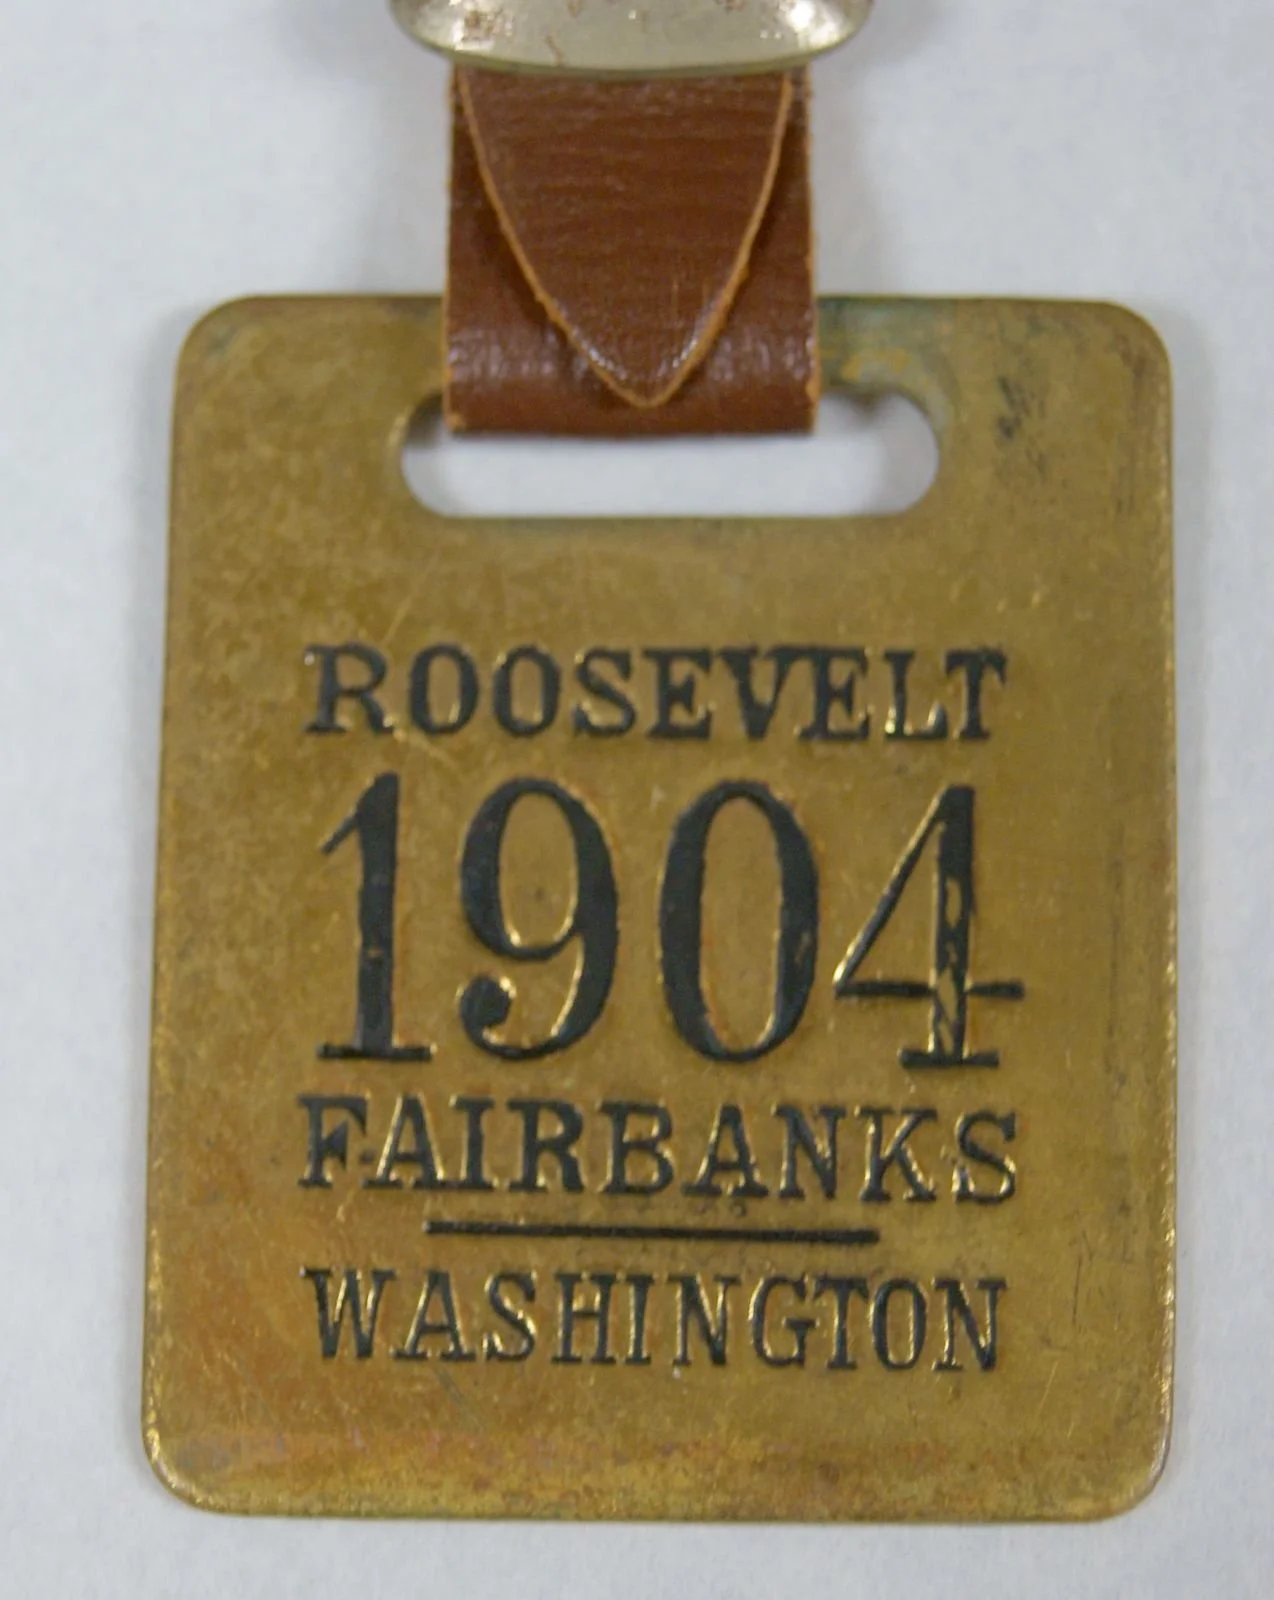 ROOSEVELT
1904
FAIRBANKS
WASHINGTON